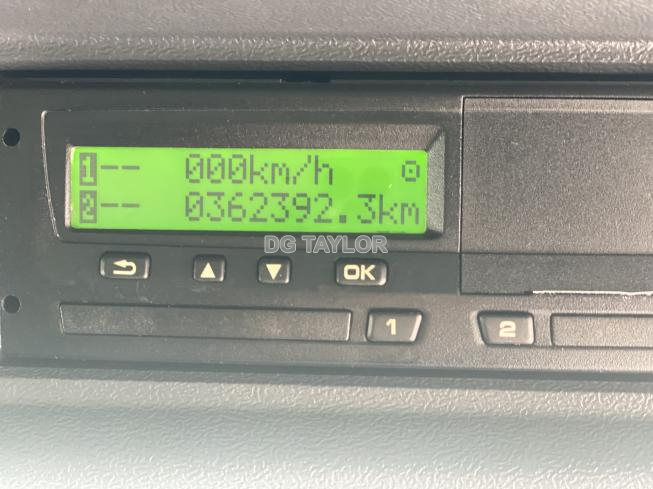 1-- 000km/h
2-- 0362392.3km
DG TAYLOR
OK
1
2